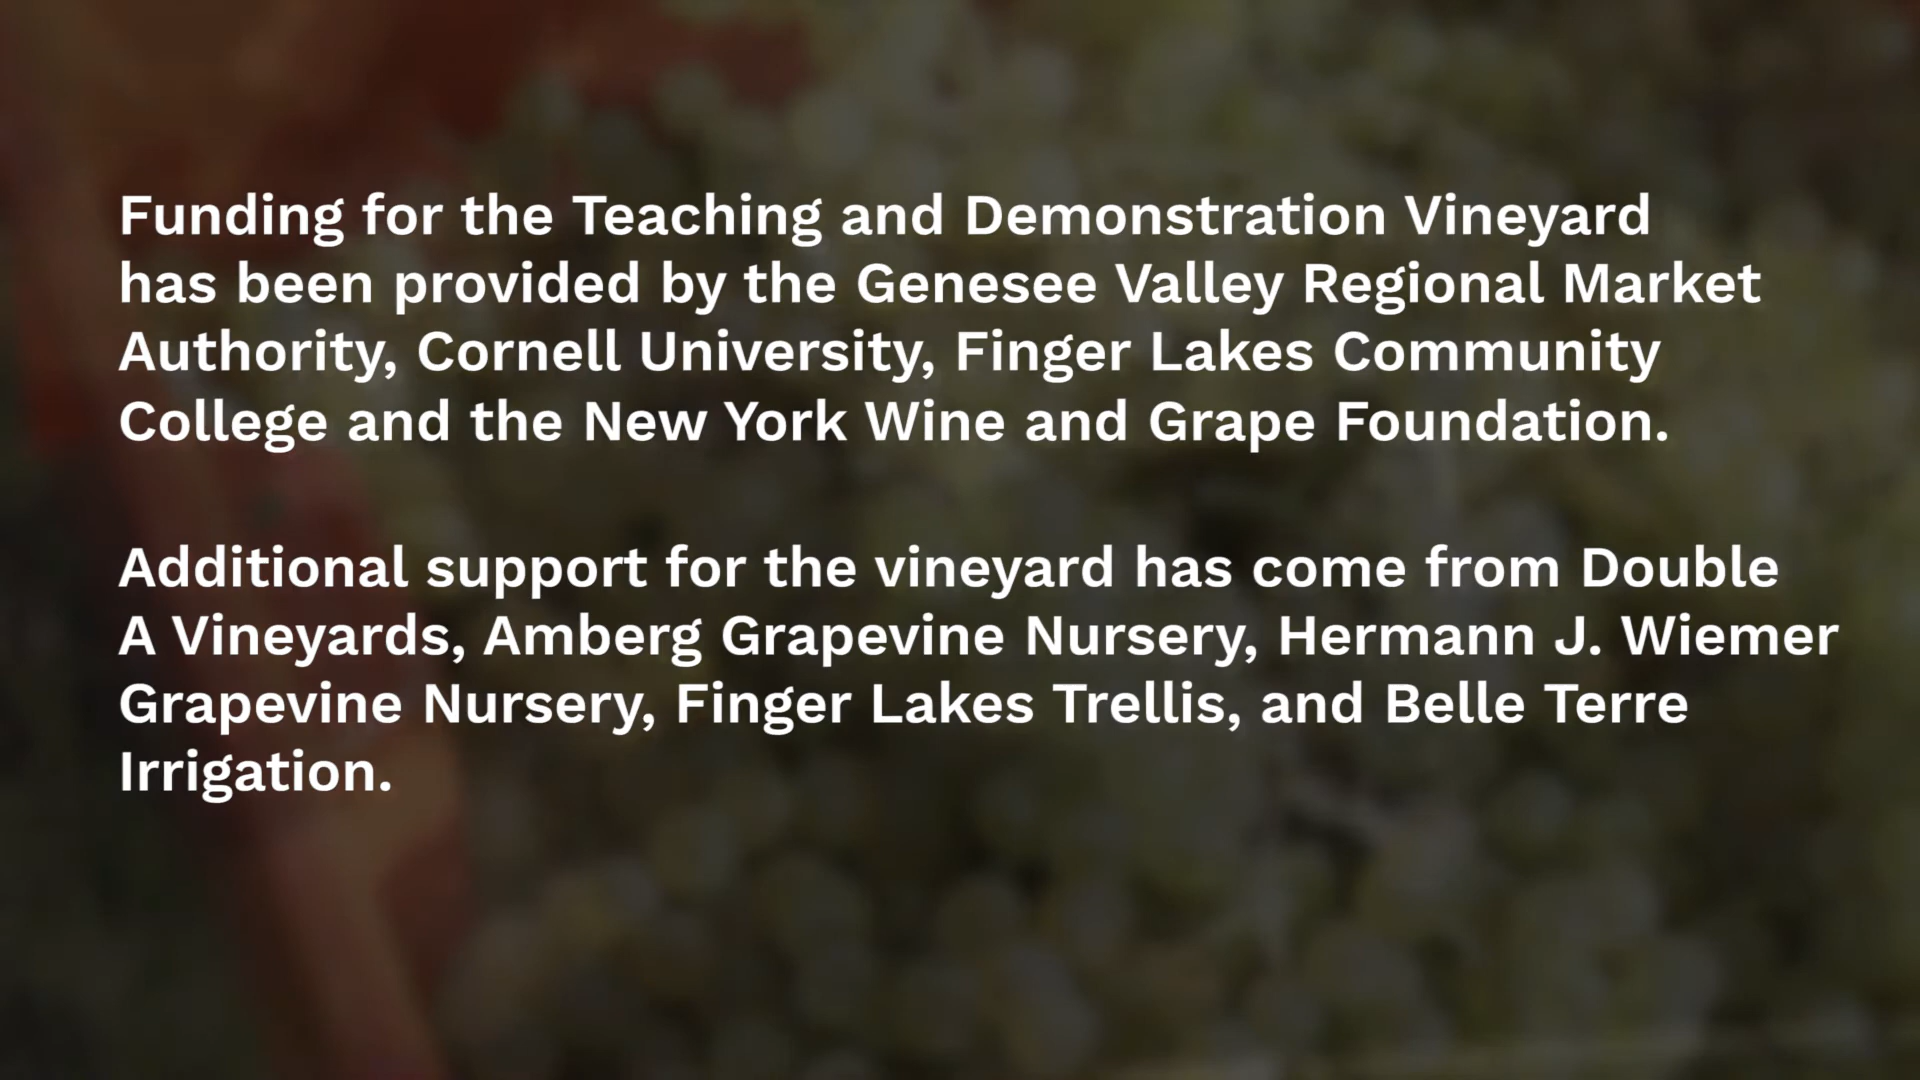 Funding for the Teaching and Demonstration Vineyard
has been provided by the Genesee Valley Regional Market
Authority, Cornell University, Finger Lakes Community
College and the New York Wine and Grape Foundation.
Additional support for the vineyard has come from Double
A Vineyards, Amberg Grapevine Nursery, Hermann J. Wiemer
Grapevine Nursery, Finger Lakes Trellis, and Belle Terre
Irrigation.